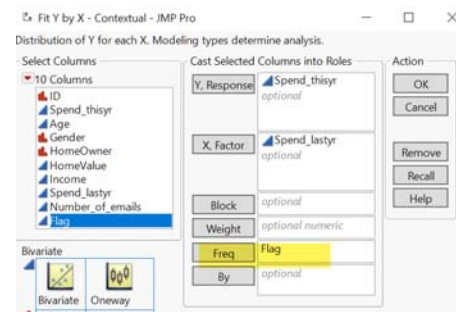 Fit Y by X - Contextual - JMP Pro
Distribution of Y for each X. Modeling types determine analysis.
Select Columns
10 Columns
ID
Spend_thisyr
Age
Gender
HomeOwner
HomeValue
Income
Spend_lastyr
Number_of_emails
Flag
Cast Selected Columns into Roles
Y, Response
Spend_thisyr
optional
X, Factor
Spend_lastyr
optional
Block
optional
Weight
optional numeric
Freq
Flag
By
optional
Action
OK
Cancel
Remove
Recall
Help
Bivariate
Bivariate
Oneway